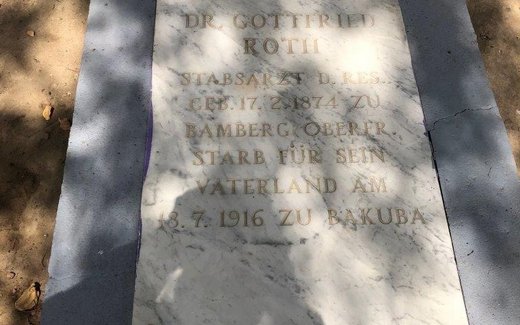 DR. GOTTFRIED
ROTH
STABSARZT D. RES.
GEB. 17. 2. 1874 ZU
BAMBERG, OBERFR.
STARB FÜR SEIN
VATERLAND AM
18. 7. 1916 ZU BAKUBA